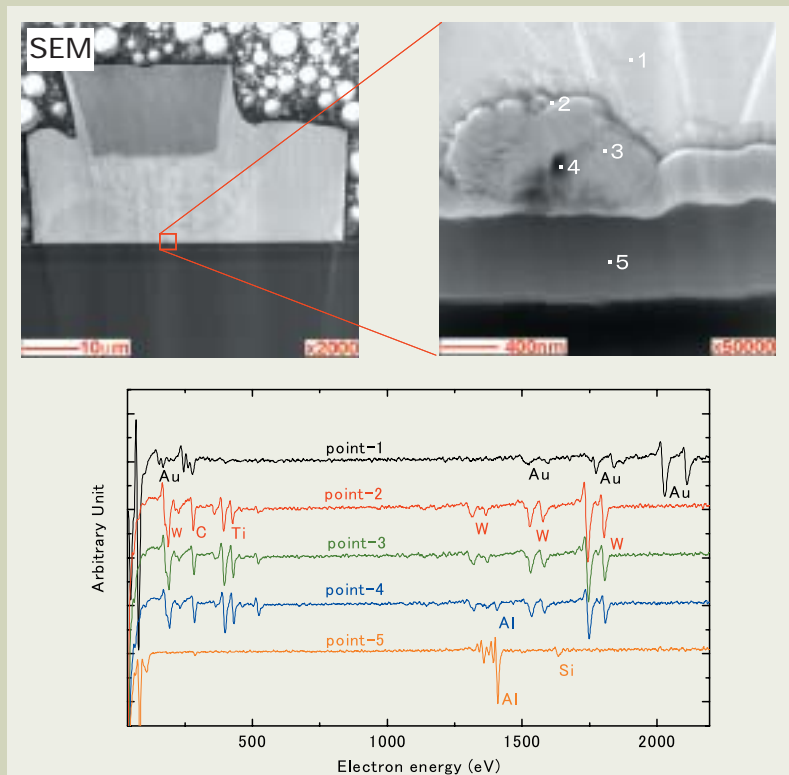 SEM
1
2
3
4
5
10μm
x2000
400nm
x50000
point-1
Au
Au
Au
Au
point-2
W
C
Ti
W
W
W
point-3
point-4
Al
point-5
Al
Si
Arbitrary Unit
500
1000
1500
2000
Electron energy (eV)